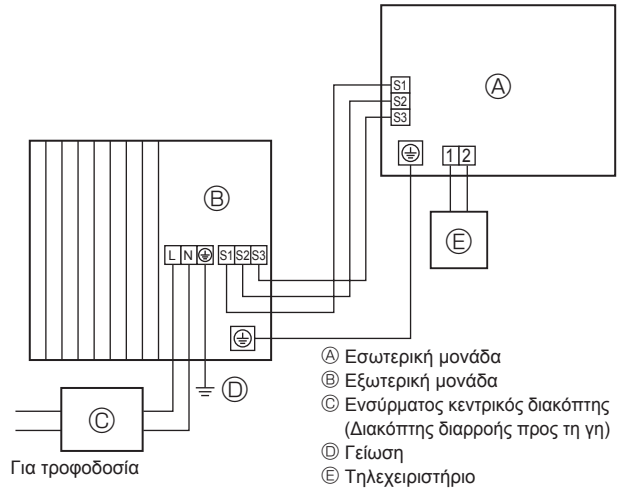 S1
S2
S3
Ⓐ
1 2
Ⓔ
Ⓑ
L N S1 S2 S3
Ⓓ
Ⓒ
Για τροφοδοσία
Ⓐ Εσωτερική μονάδα
Ⓑ Εξωτερική μονάδα
Ⓒ Ενσύρματος κεντρικός διακόπτης
(Διακόπτης διαρροής προς τη γη)
Ⓓ Γείωση
Ⓔ Τηλεχειριστήριο